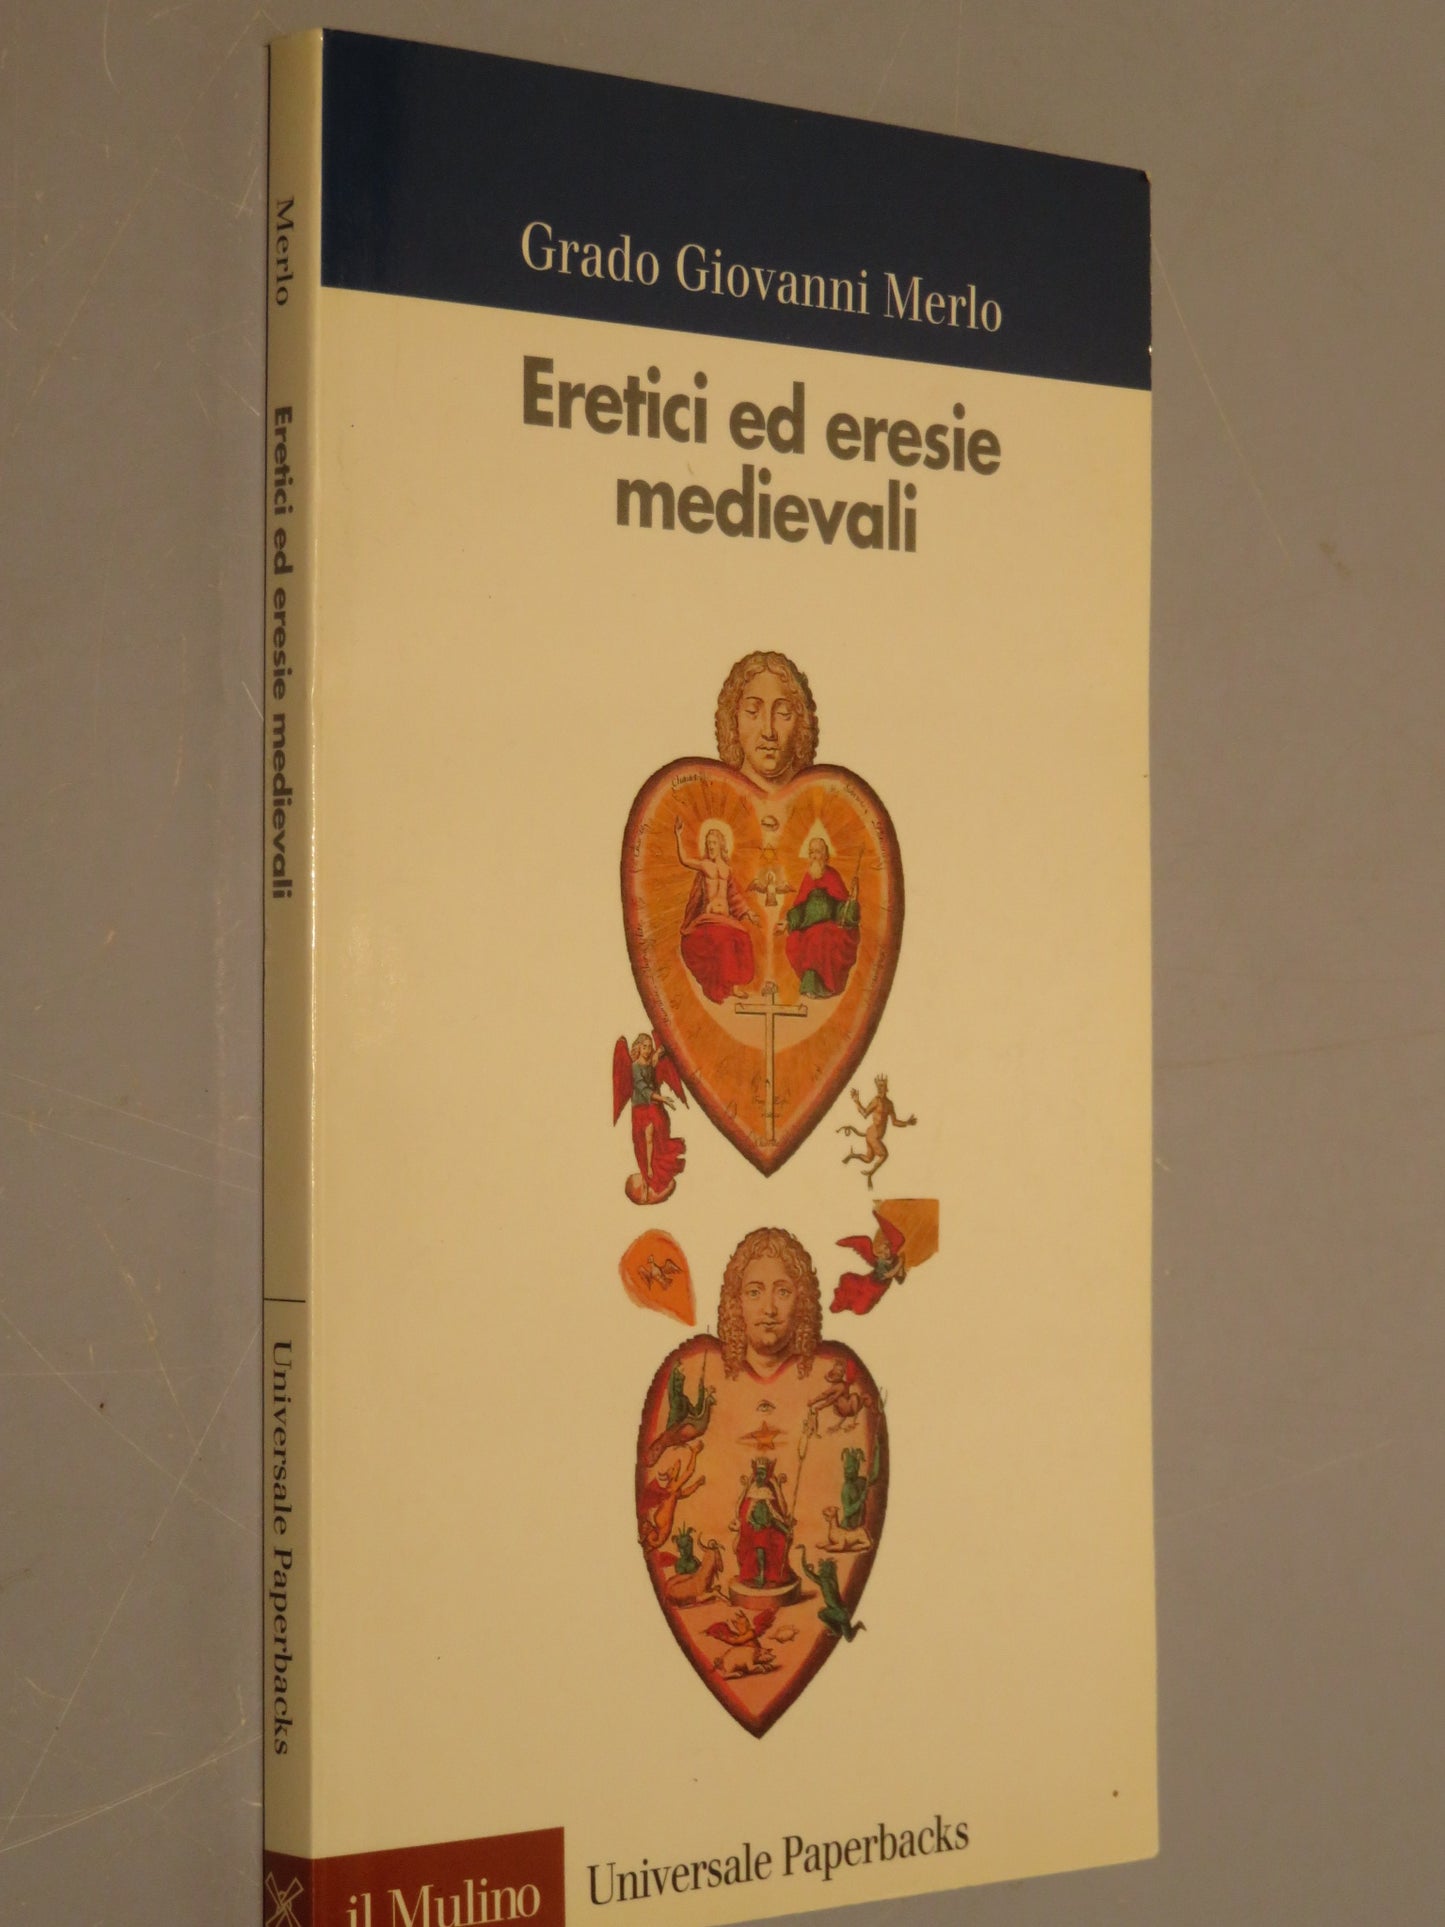 Merlo
Eretici ed eresie medievali
Universale Paperbacks
Grado Giovanni Merlo
Eretici ed eresie
medievali
il Mulino
Universale Paperbacks